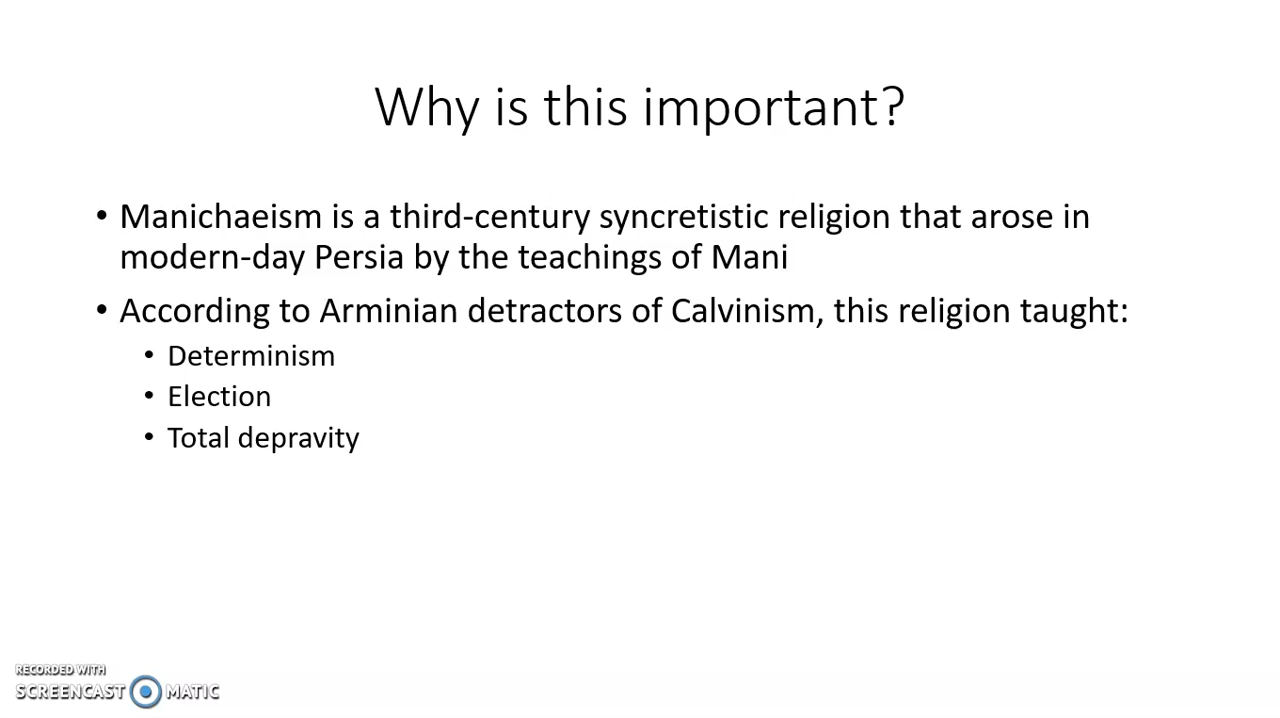 Why is this important?
• Manichaeism is a third-century syncretistic religion that arose in
modern-day Persia by the teachings of Mani
• According to Arminian detractors of Calvinism, this religion taught:
• Determinism
• Election
• Total depravity
RECORDED WITH
SCREENCAST MATIC